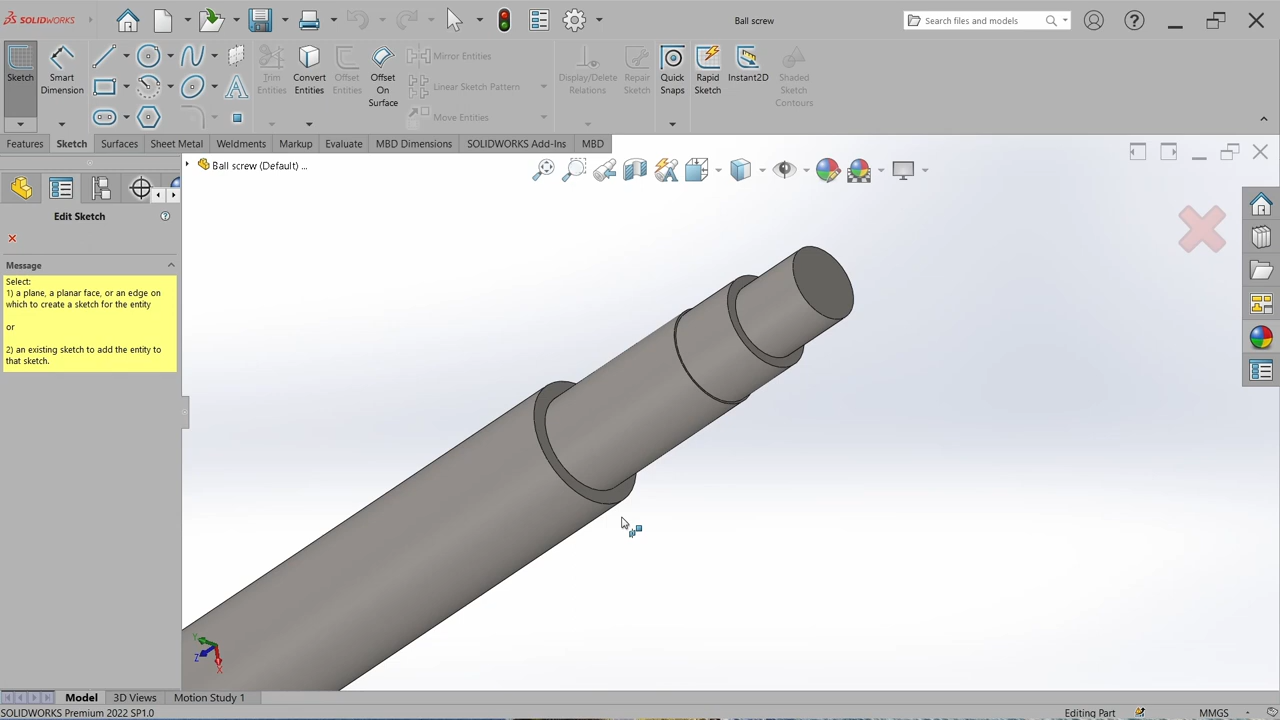 SOLIDWORKS
Ball screw
Search files and models
Sketch
Smart
Dimension
Trim
Entities
Convert
Entities
Offset
Entities
Offset
On
Surface
Mirror Entities
Linear Sketch Pattern
Move Entities
Display/Delete
Relations
Repair
Sketch
Quick
Snaps
Rapid
Sketch
Instant2D
Shaded
Sketch
Contours
Features
Sketch
Surfaces
Sheet Metal
Weldments
Markup
Evaluate
MBD Dimensions
SOLIDWORKS Add-Ins
MBD
Ball screw (Default) ...
Edit Sketch
Message
Select:
1) a plane, a planar face, or an edge on
which to create a sketch for the entity
or
2) an existing sketch to add the entity to
that sketch.
Y
Z
X
Model
3D Views
Motion Study 1
SOLIDWORKS Premium 2022 SP1.0
Editing Part
MMGS